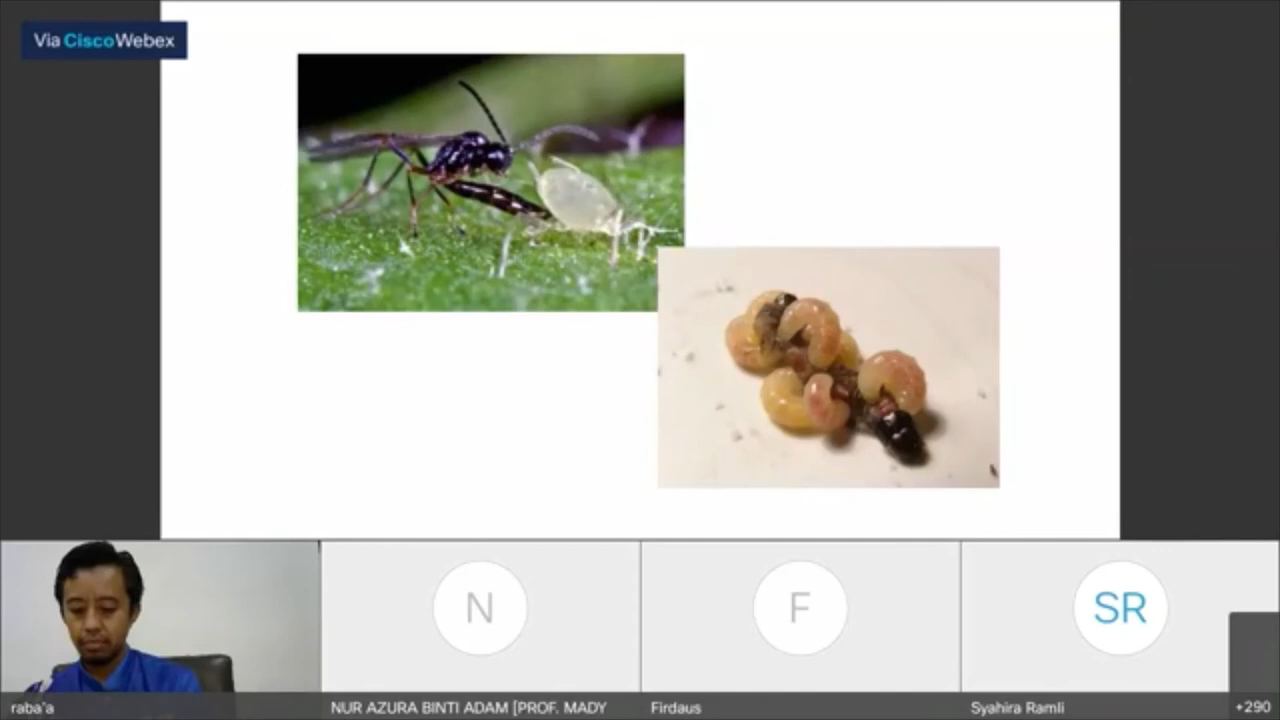 Via CiscoWebex
N
F
SR
raba'a
NUR AZURA BINTI ADAM [PROF. MADY
Firdaus
Syahira Ramli
+290